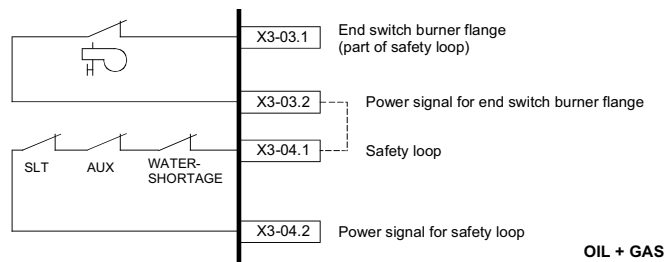 X3-03.1 End switch burner flange
(part of safety loop)
X3-03.2 Power signal for end switch burner flange
X3-04.1 Safety loop
SLT AUX WATER-
SHORTAGE
X3-04.2 Power signal for safety loop
OIL + GAS